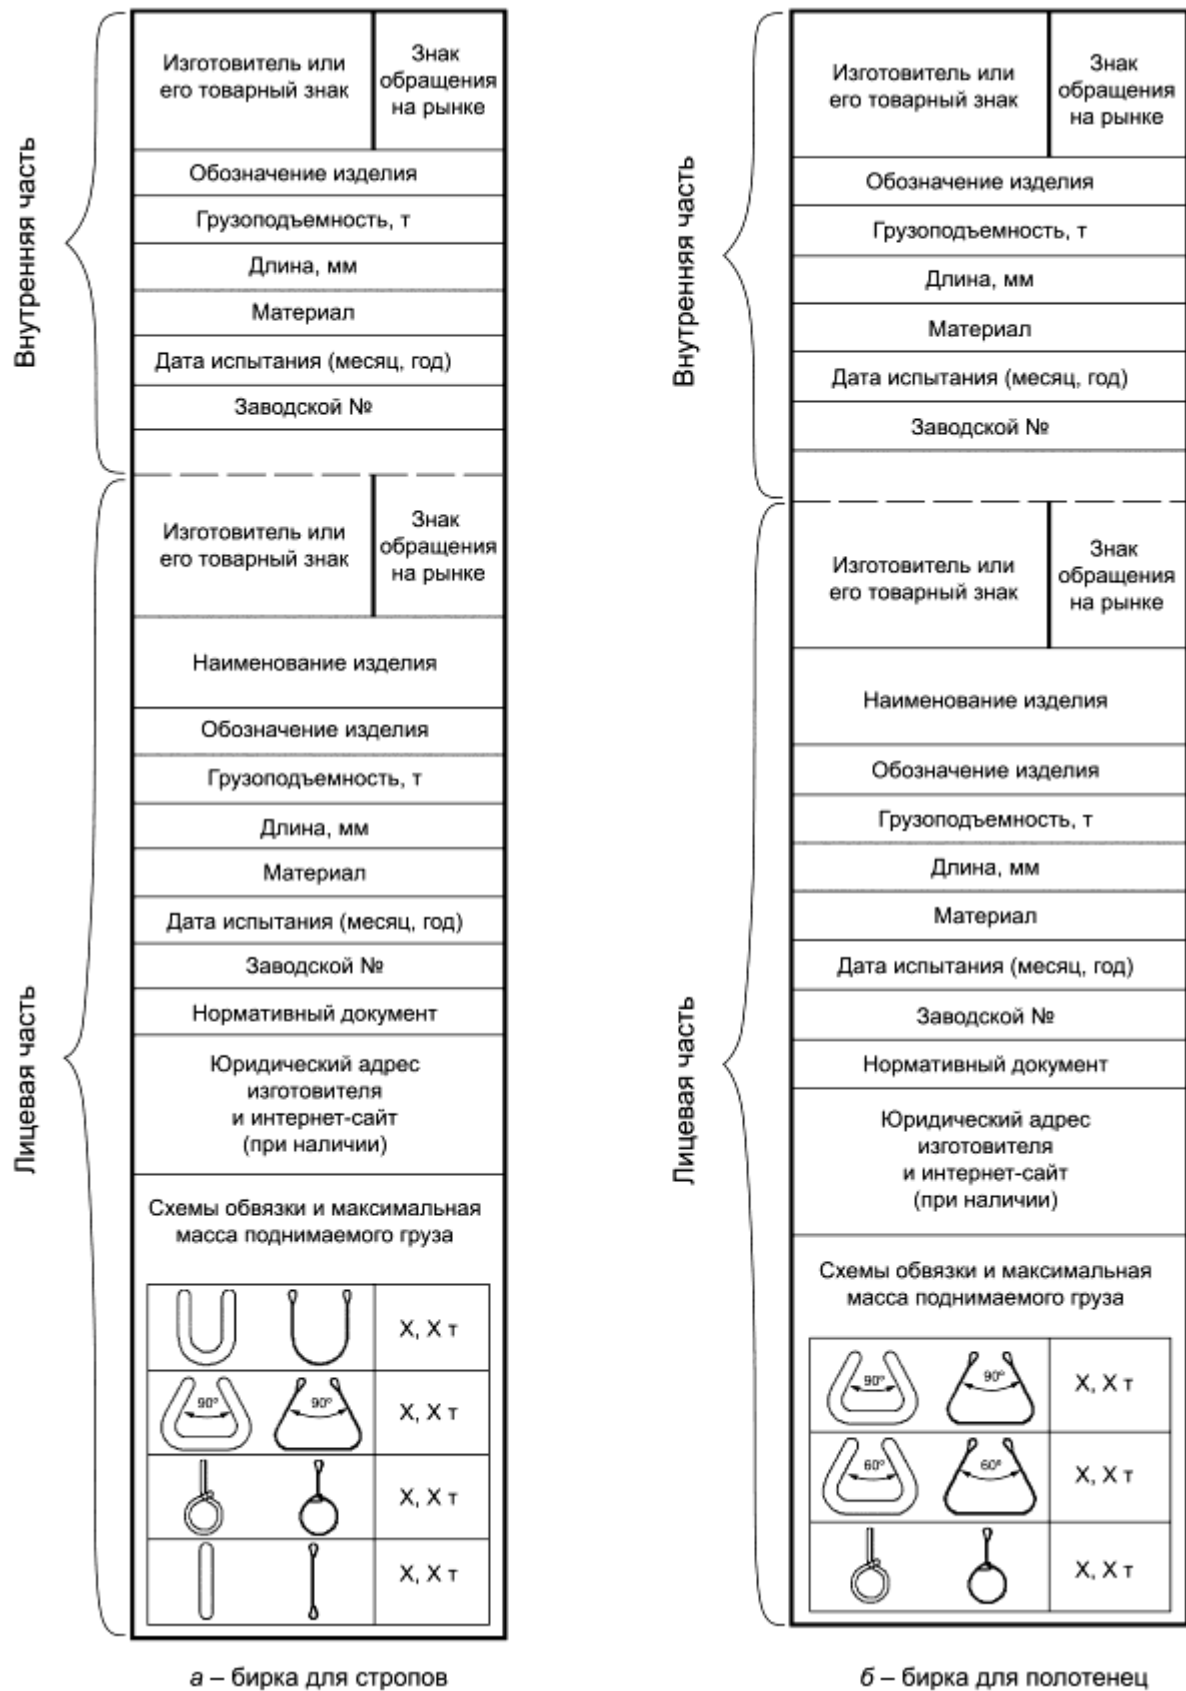 Внутренняя часть
Изготовитель или
его товарный знак
Знак
обращения
на рынке
Обозначение изделия
Грузоподъемность, т
Длина, мм
Материал
Дата испытания (месяц, год)
Заводской №
Лицевая часть
Изготовитель или
его товарный знак
Знак
обращения
на рынке
Наименование изделия
Обозначение изделия
Грузоподъемность, т
Длина, мм
Материал
Дата испытания (месяц, год)
Заводской №
Нормативный документ
Юридический адрес
изготовителя
и интернет-сайт
(при наличии)
Схемы обвязки и максимальная
масса поднимаемого груза
Х, Х т
90º 90º Х, Х т
Х, Х т
Х, Х т
а – бирка для стропов
Внутренняя часть
Изготовитель или
его товарный знак
Знак
обращения
на рынке
Обозначение изделия
Грузоподъемность, т
Длина, мм
Материал
Дата испытания (месяц, год)
Заводской №
Лицевая часть
Изготовитель или
его товарный знак
Знак
обращения
на рынке
Наименование изделия
Обозначение изделия
Грузоподъемность, т
Длина, мм
Материал
Дата испытания (месяц, год)
Заводской №
Нормативный документ
Юридический адрес
изготовителя
и интернет-сайт
(при наличии)
Схемы обвязки и максимальная
масса поднимаемого груза
90º 90º Х, Х т
60º 60º Х, Х т
Х, Х т
б – бирка для полотенец